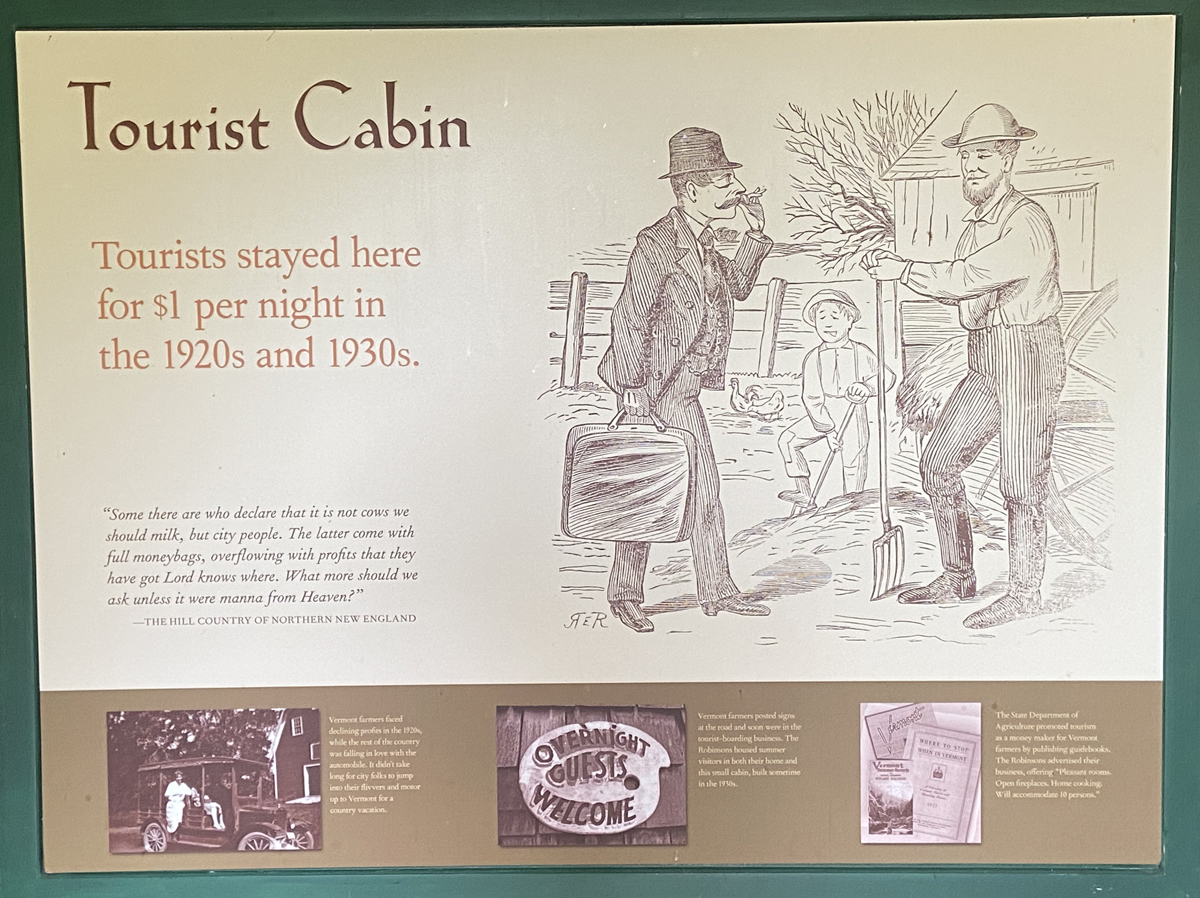 Tourist Cabin
Tourists stayed here
for $1 per night in
the 1920s and 1930s.
“Some there are who declare that it is not cows we
should milk, but city people. The latter come with
full moneybags, overflowing with profits that they
have got Lord knows where. What more should we
ask unless it were manna from Heaven?”
—THE HILL COUNTRY OF NORTHERN NEW ENGLAND
RER
Vermont farmers faced
declining profits in the 1920s,
while the rest of the country
was falling in love with the
automobile. It didn't take
long for city folks to jump
into their flivvers and motor
up to Vermont for a
country vacation.
OVERNIGHT
GUESTS
WELCOME
Vermont farmers posted signs
at the road and soon were in the
tourist-boarding business. The
Robinsons housed summer
visitors in both their home and
this small cabin, built sometime
in the 1930s.
Vermont
WHERE TO STOP
WHEN IN VERMONT
Vermont
The State Department of
Agriculture promoted tourism
as a money maker for Vermont
farmers by publishing guidebooks.
The Robinsons advertised their
business, offering “Pleasant rooms.
Open fireplaces. Home cooking.
Will accommodate 10 persons.”